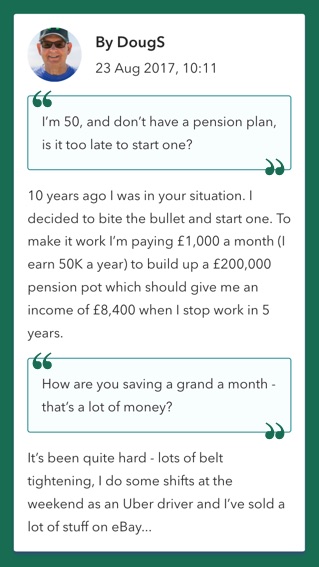 By DougS
23 Aug 2017, 10:11
“
I’m 50, and don’t have a pension plan,
is it too late to start one?
”
10 years ago I was in your situation. I
decided to bite the bullet and start one. To
make it work I’m paying £1,000 a month (I
earn 50K a year) to build up a £200,000
pension pot which should give me an
income of £8,400 when I stop work in 5
years.
“
How are you saving a grand a month -
that’s a lot of money?
”
It’s been quite hard - lots of belt
tightening, I do some shifts at the
weekend as an Uber driver and I’ve sold a
lot of stuff on eBay...